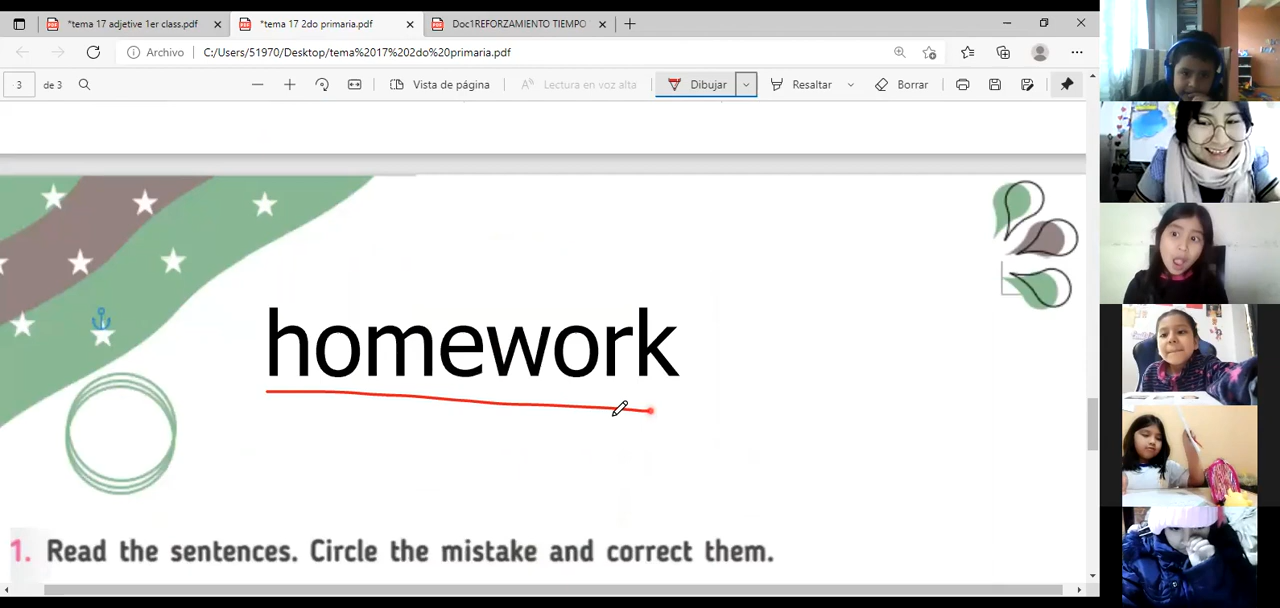 *tema 17 adjetive 1er class.pdf
*tema 17 2do primaria.pdf
Doc1REFORZAMIENTO TIEMPO
Archivo
C:/Users/51970/Desktop/tema%2017%202do%20primaria.pdf
3
de 3
Vista de página
Lectura en voz alta
Dibujar
Resaltar
Borrar
homework
1. Read the sentences. Circle the mistake and correct them.